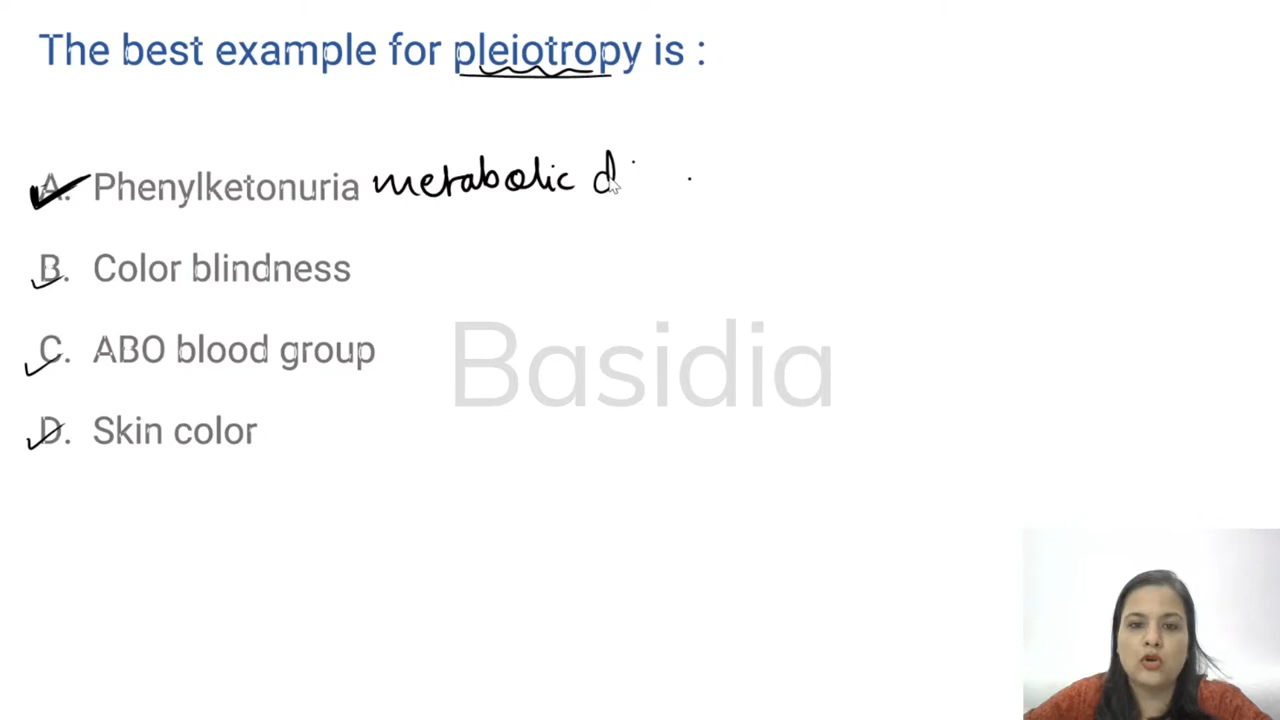 The best example for pleiotropy is :
A. Phenylketonuria metabolic
B. Color blindness
Basidia
C. ABO blood group
D. Skin color